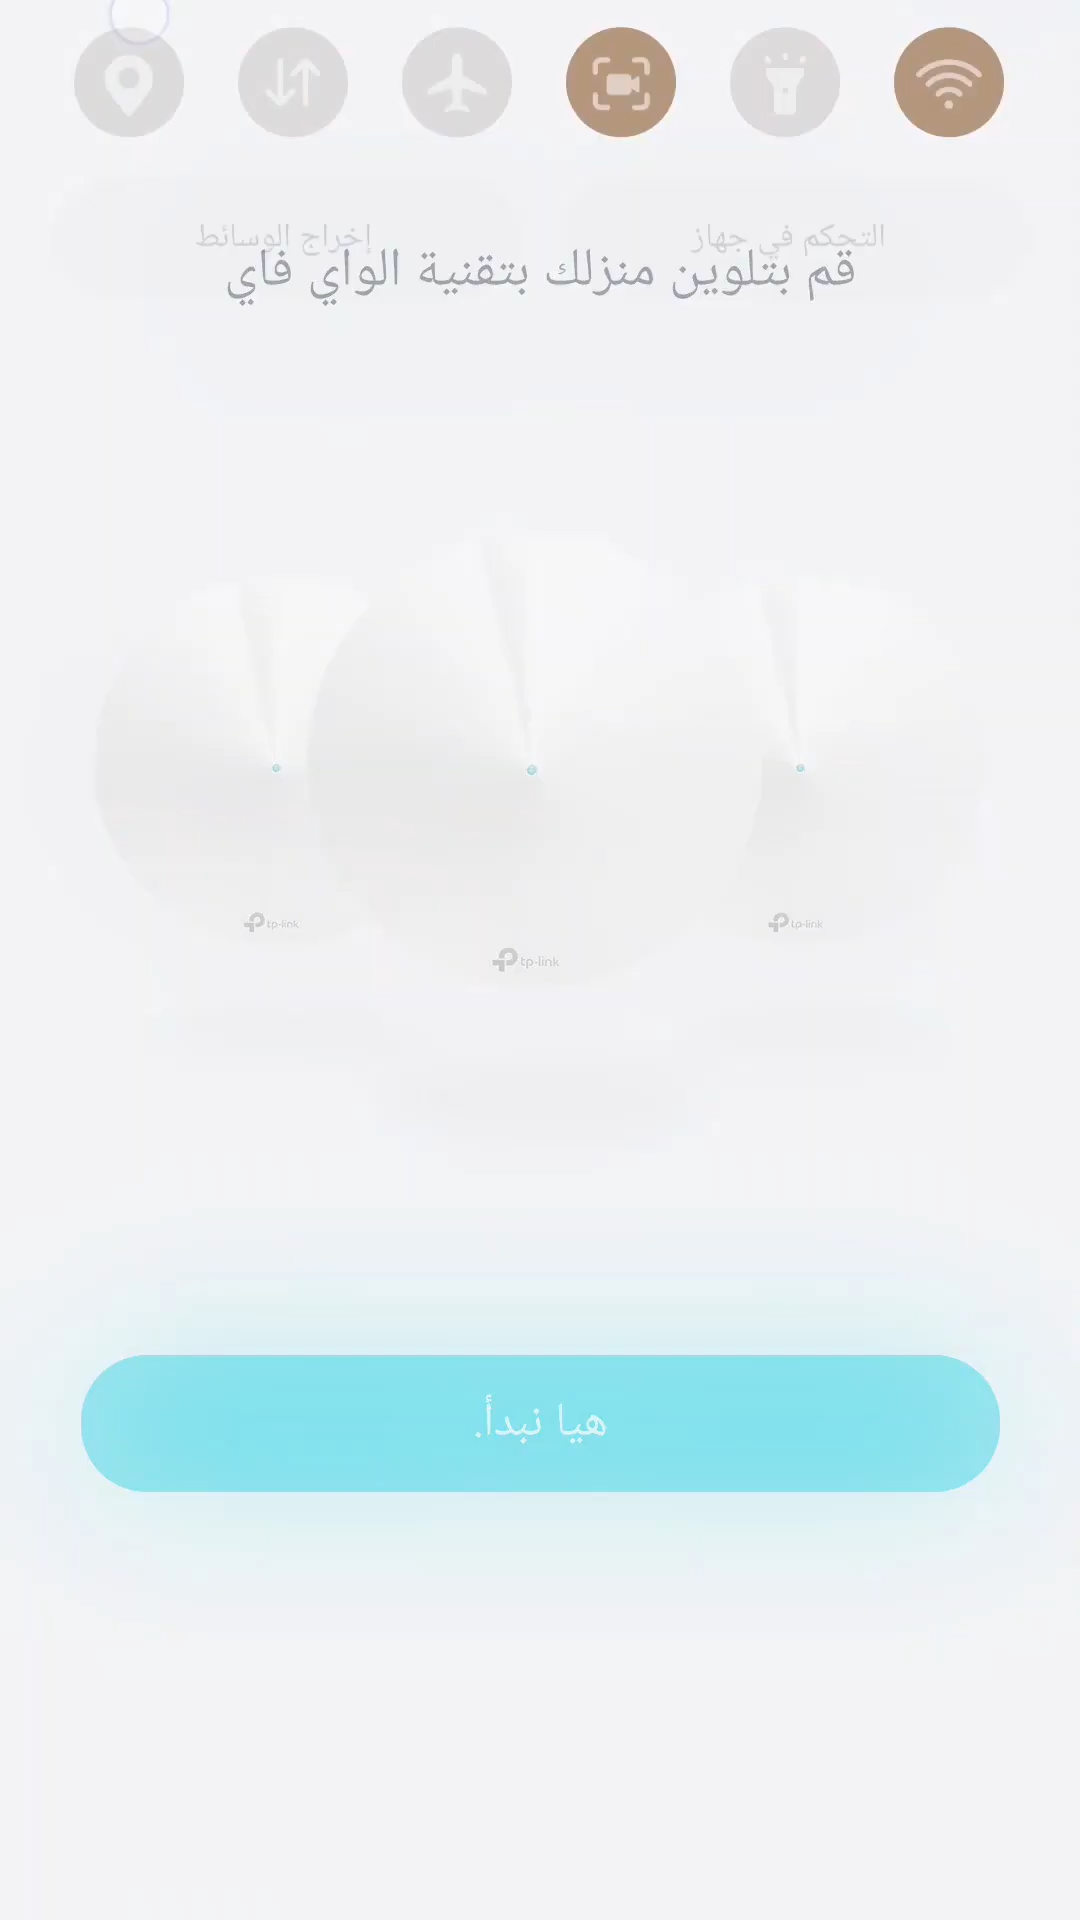 التحكم في جهاز
إخراج الوسائط
قم بتلوين منزلك بتقنية الواي فاي
tp-link
tp-link
tp-link
هيا نبدأ.